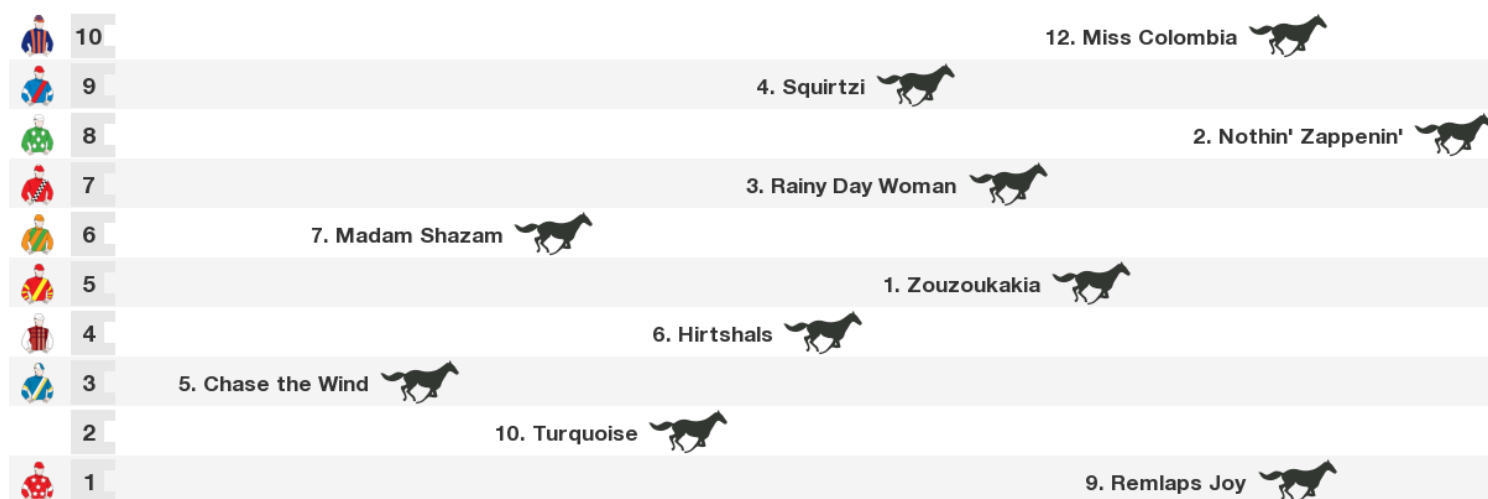 10 12. Miss Colombia
9 4. Squirtzi
8 2. Nothin' Zappenin'
7 3. Rainy Day Woman
6 7. Madam Shazam
5 1. Zouzoukakia
4 6. Hirtshals
3 5. Chase the Wind
2 10. Turquoise
1 9. Remlaps Joy